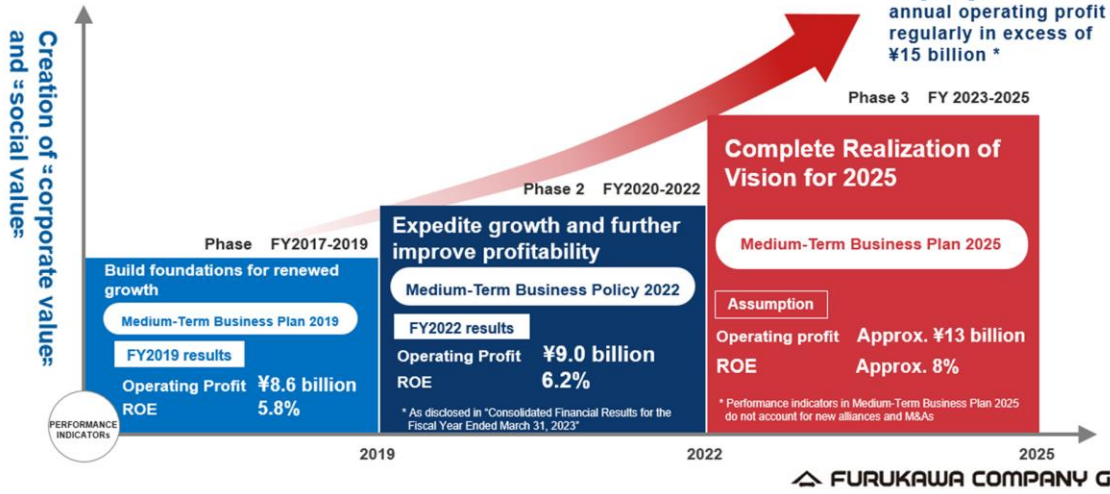 annual operating profit
regularly in excess of
¥15 billion *
Creation of “corporate value”
and “social value”
Phase 3 FY 2023-2025
Complete Realization of
Vision for 2025
Medium-Term Business Plan 2025
Assumption
Operating profit Approx. ¥13 billion
ROE Approx. 8%
* Performance indicators in Medium-Term Business Plan 2025
do not account for new alliances and M&As
Phase 2 FY2020-2022
Expedite growth and further
improve profitability
Medium-Term Business Policy 2022
FY2022 results
Operating Profit ¥9.0 billion
ROE 6.2%
* As disclosed in "Consolidated Financial Results for the
Fiscal Year Ended March 31, 2023"
Phase FY2017-2019
Build foundations for renewed
growth
Medium-Term Business Plan 2019
FY2019 results
Operating Profit ¥8.6 billion
ROE 5.8%
PERFORMANCE
INDICATORs
2019
2022
2025
FURUKAWA COMPANY G